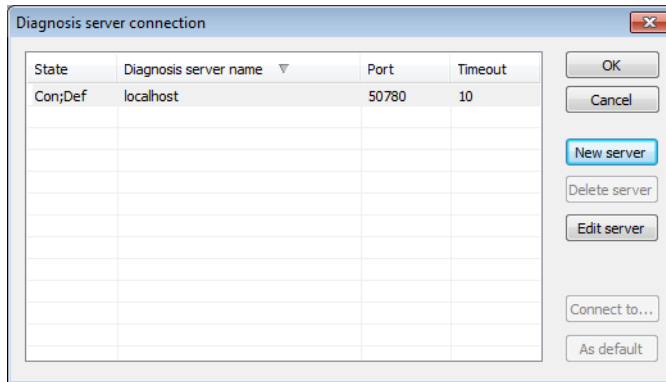 Diagnosis server connection
State Diagnosis server name Port Timeout
Con;Def localhost 50780 10
OK
Cancel
New server
Delete server
Edit server
Connect to...
As default